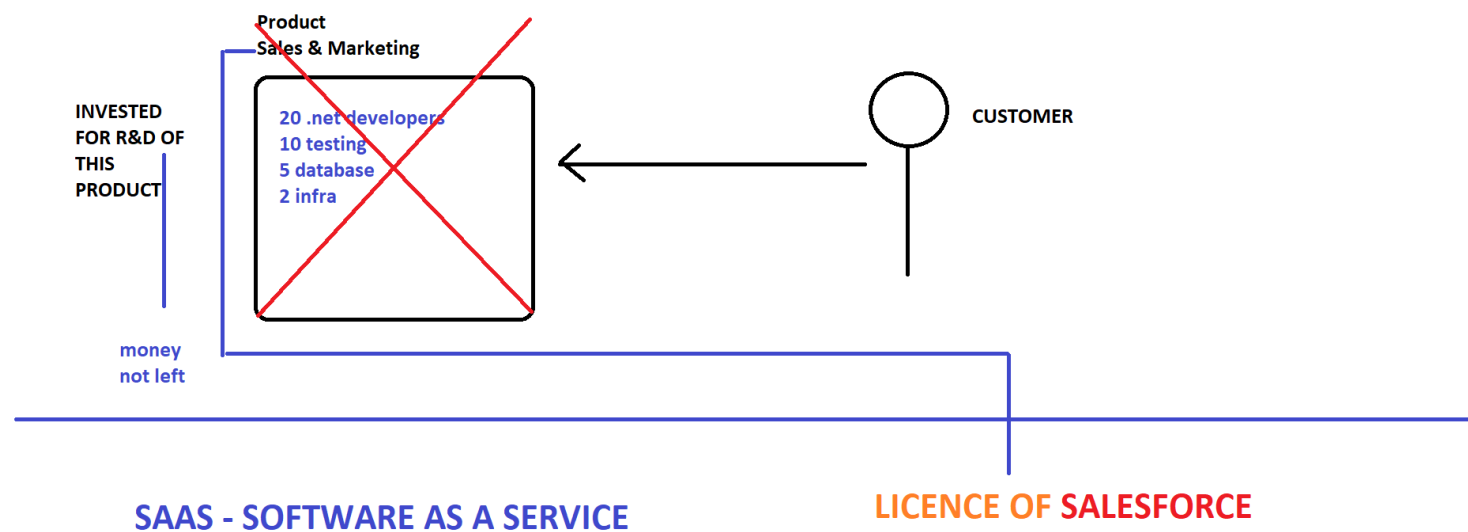 Product
Sales & Marketing
INVESTED
FOR R&D OF
THIS
PRODUCT
20 .net developers
10 testing
5 database
2 infra
CUSTOMER
money
not left
SAAS - SOFTWARE AS A SERVICE
LICENCE OF SALESFORCE